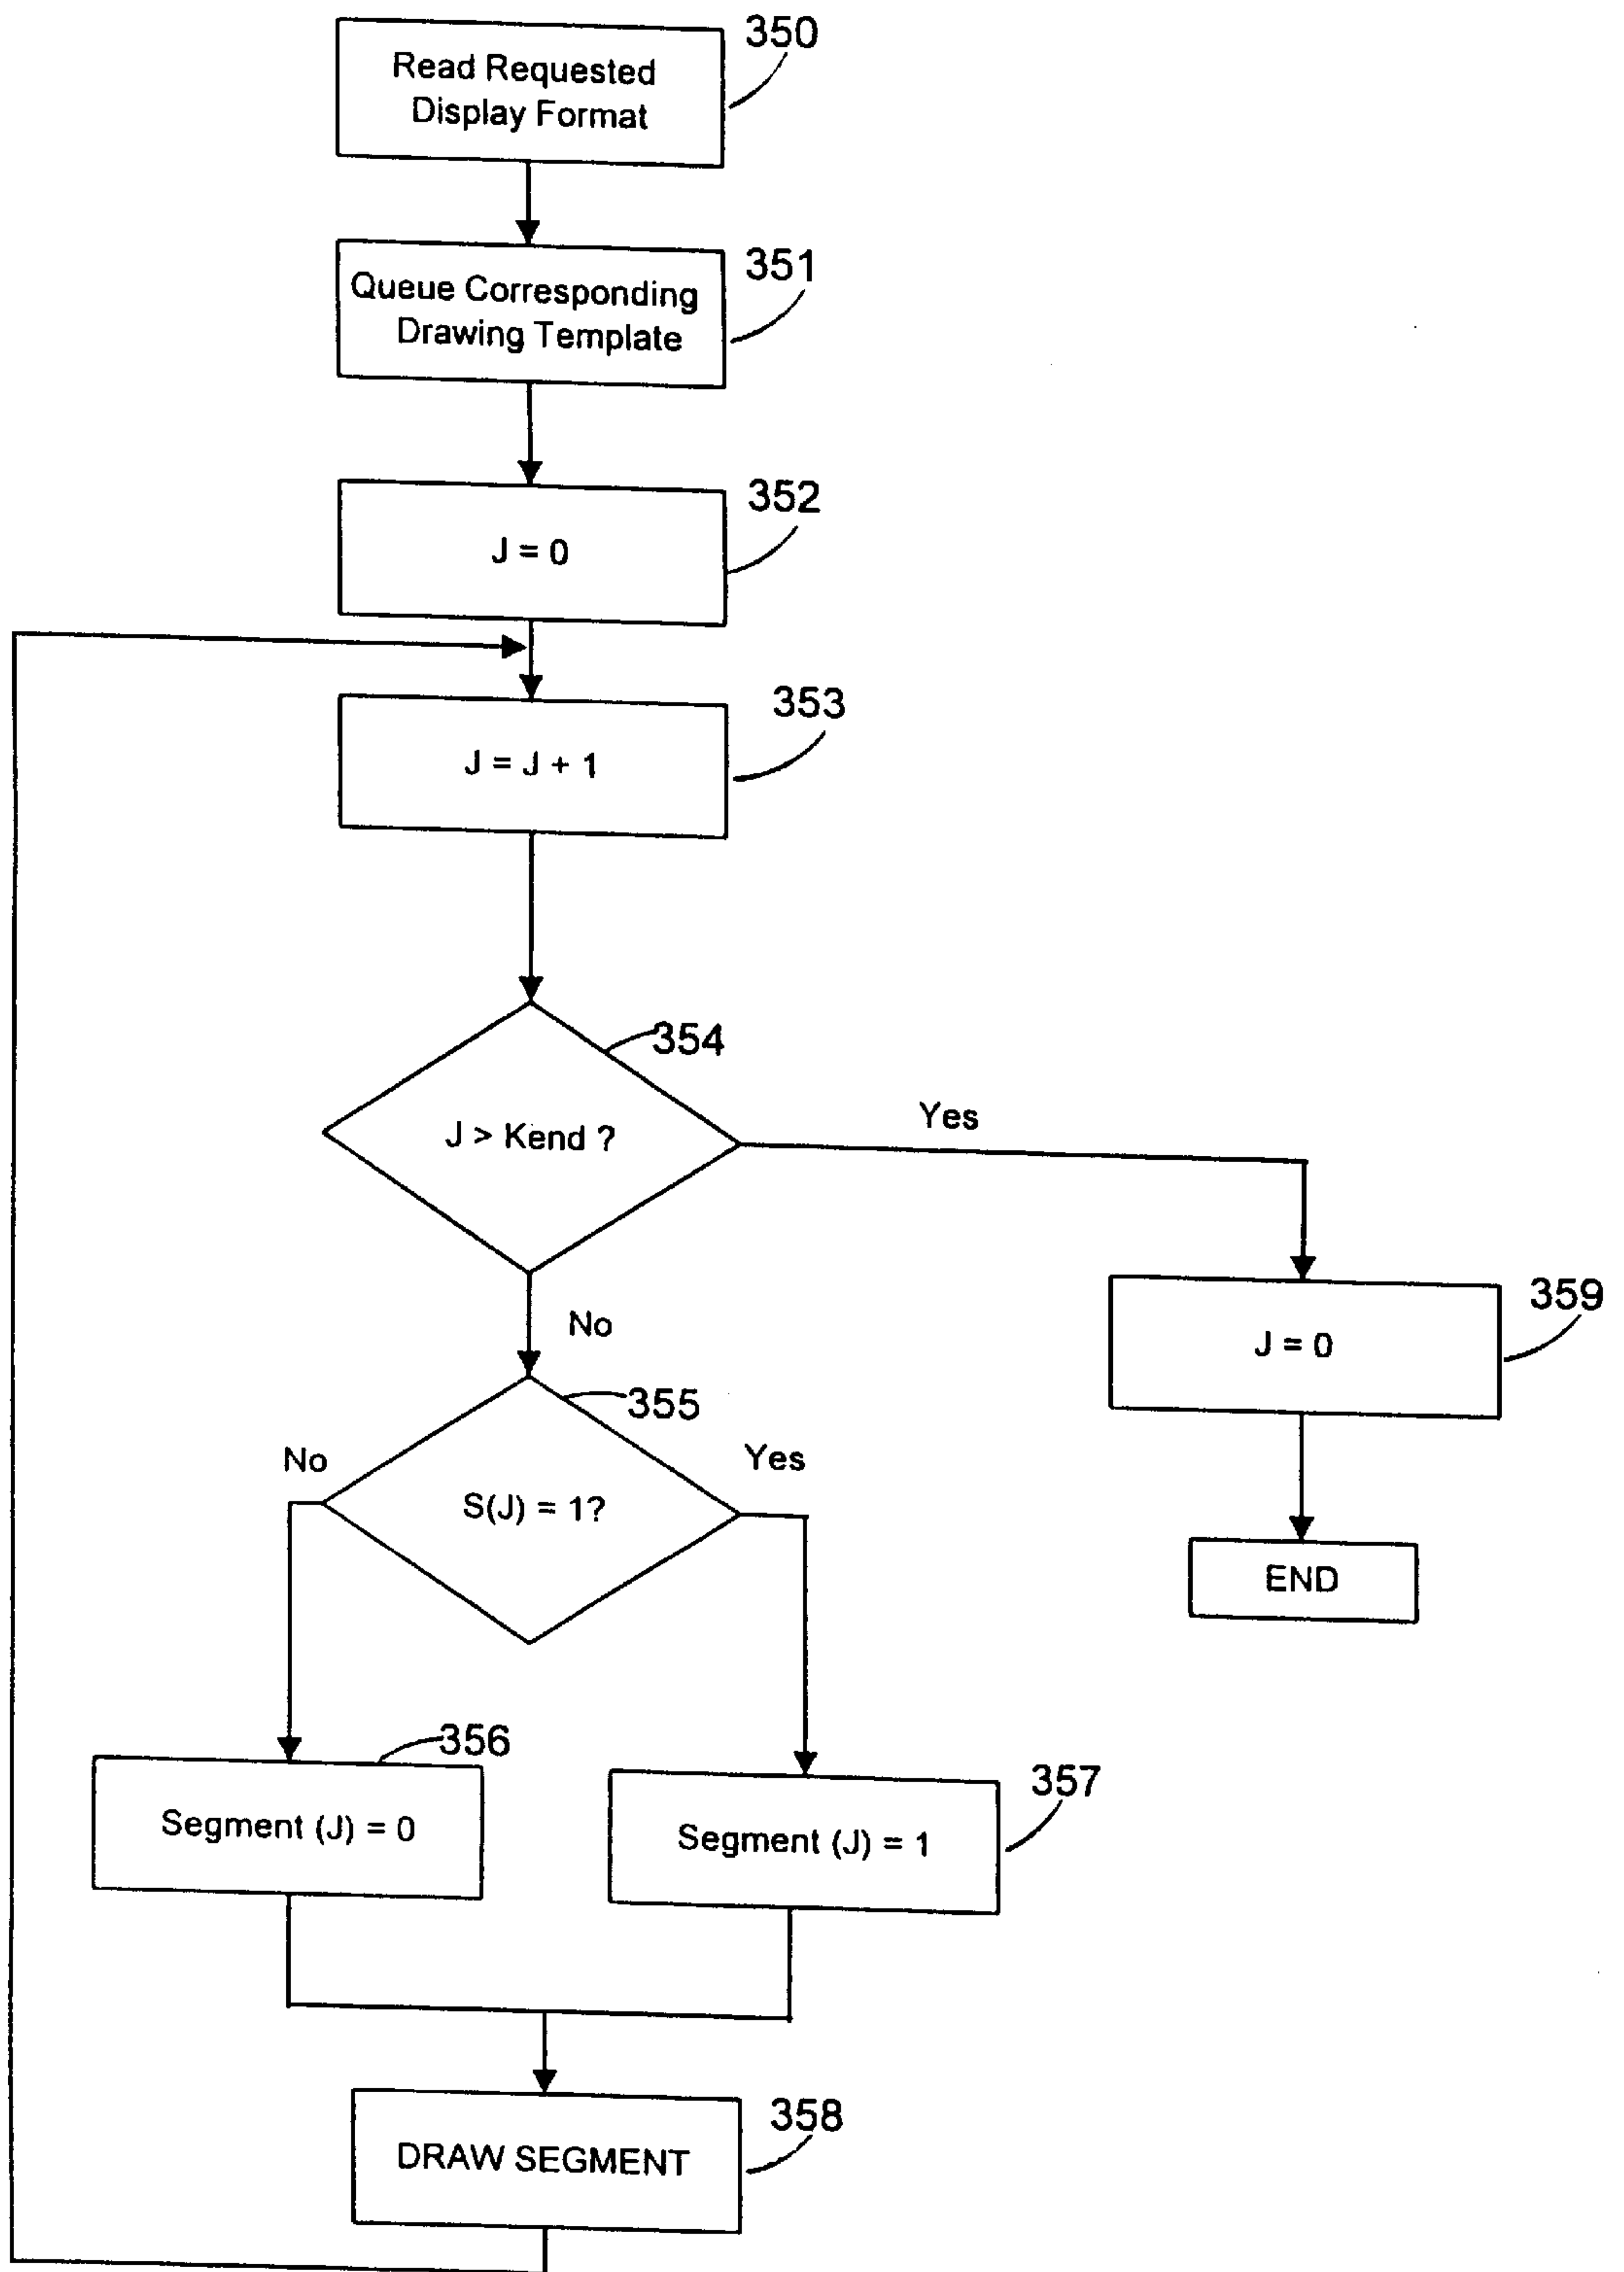 350
Read Requested
Display Format
351
Queue Corresponding
Drawing Template
352
J = 0
353
J = J + 1
354
J > Kend ?
Yes
No
359
J = 0
355
No
Yes
S(J) = 1?
END
356
Segment (J) = 0
357
Segment (J) = 1
358
DRAW SEGMENT